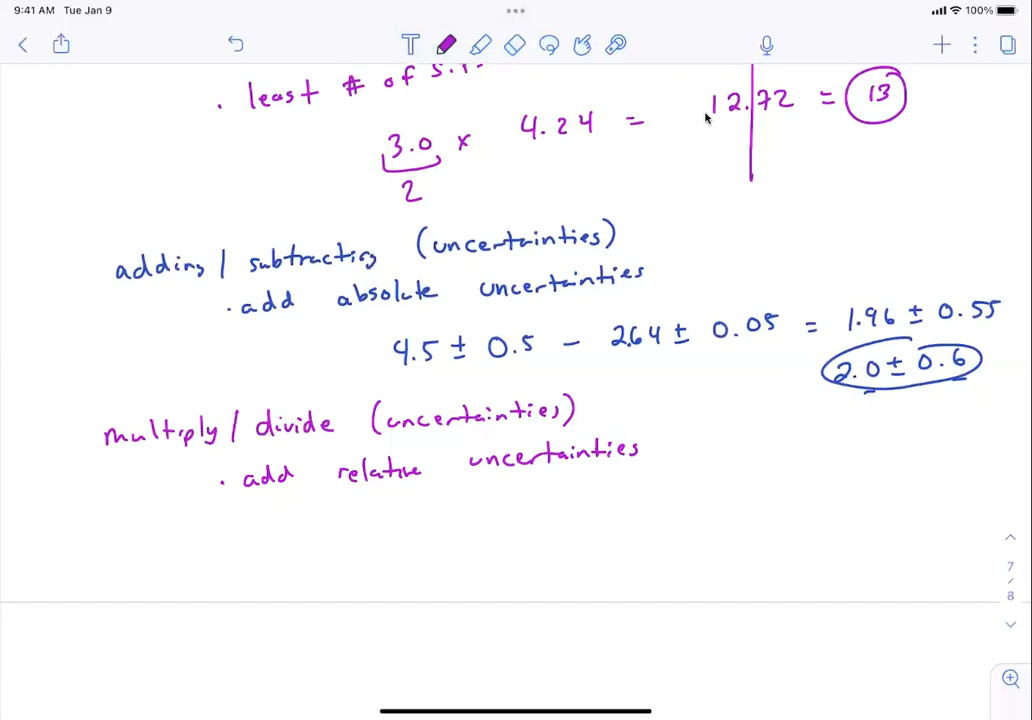 9:41 AM Tue Jan 9
100%
. least # of s.f.
3.0 x 4.24 = 12.72 = 13
2
adding / subtracting (uncertainties)
. add absolute uncertainties
4.5 ± 0.5 - 2.64 ± 0.05 = 1.96 ± 0.55
2.0 ± 0.6
multiply / divide (uncertainties)
. add relative uncertainties
7
/
8